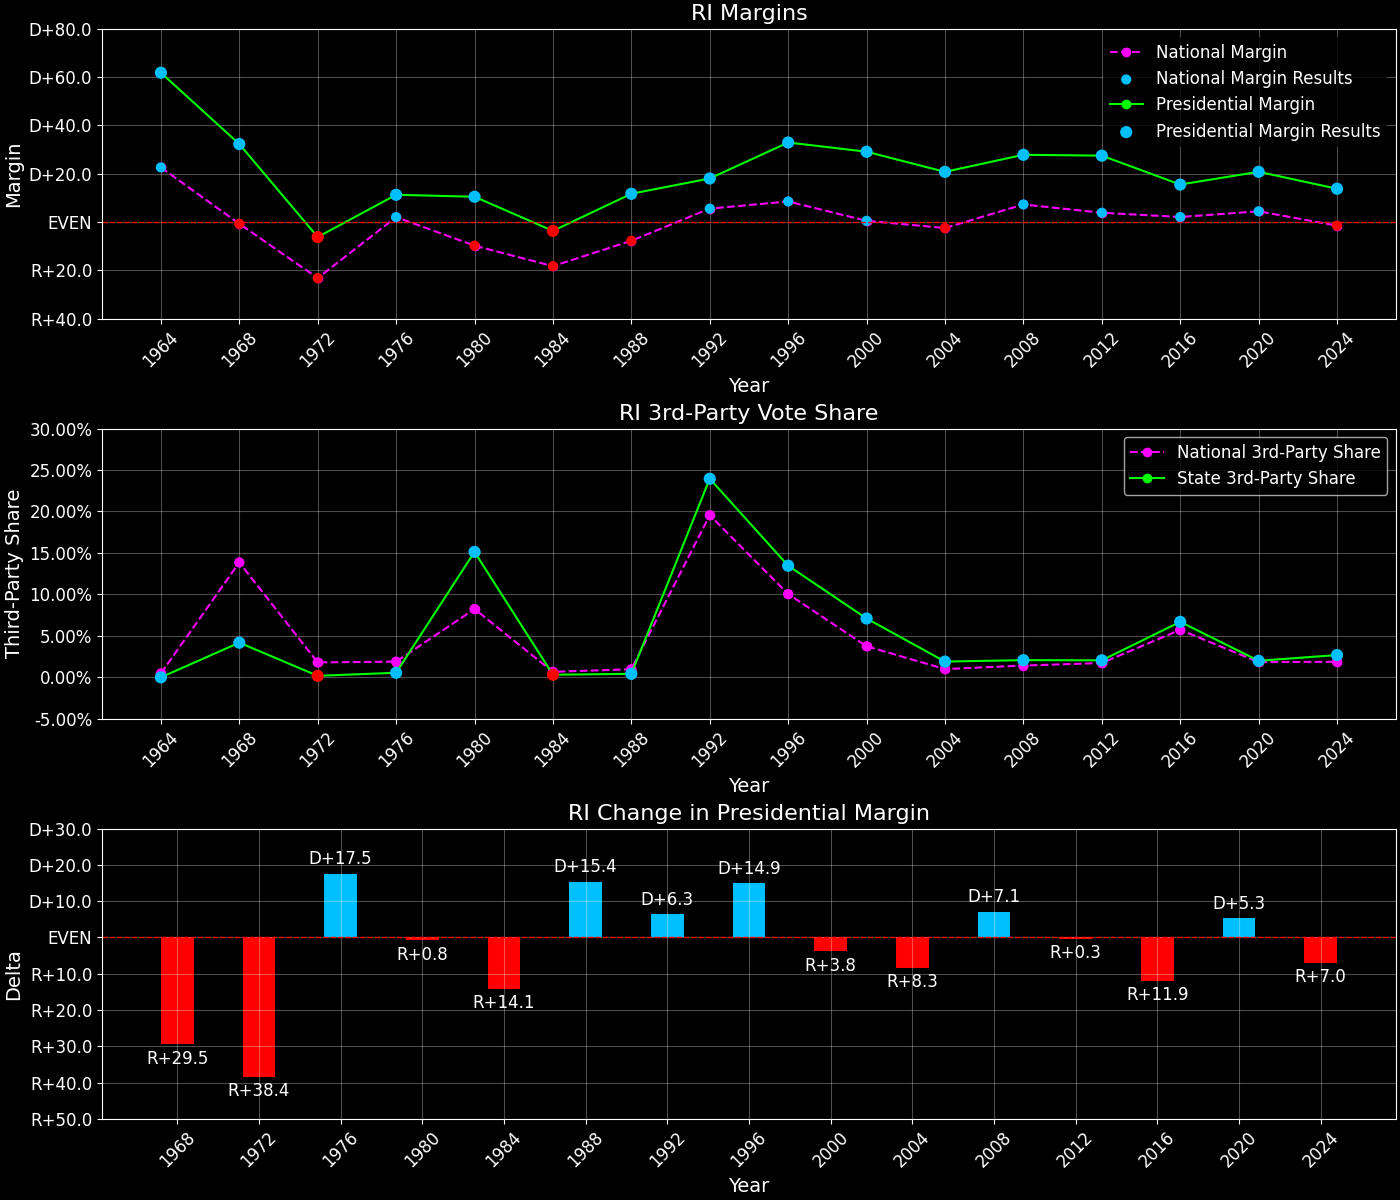 RI Margins
D+80.0
D+60.0
D+40.0
D+20.0
EVEN
R+20.0
R+40.0
Margin
National Margin
National Margin Results
Presidential Margin
Presidential Margin Results
1964 1968 1972 1976 1980 1984 1988 1992 1996 2000 2004 2008 2012 2016 2020 2024
Year
RI 3rd-Party Vote Share
30.00%
25.00%
20.00%
15.00%
10.00%
5.00%
0.00%
-5.00%
Third-Party Share
National 3rd-Party Share
State 3rd-Party Share
1964 1968 1972 1976 1980 1984 1988 1992 1996 2000 2004 2008 2012 2016 2020 2024
Year
RI Change in Presidential Margin
D+30.0
D+20.0
D+10.0
EVEN
R+10.0
R+20.0
R+30.0
R+40.0
R+50.0
Delta
R+29.5
R+38.4
D+17.5
R+0.8
R+14.1
D+15.4
D+6.3
D+14.9
R+3.8
R+8.3
D+7.1
R+0.3
R+11.9
D+5.3
R+7.0
1968 1972 1976 1980 1984 1988 1992 1996 2000 2004 2008 2012 2016 2020 2024
Year